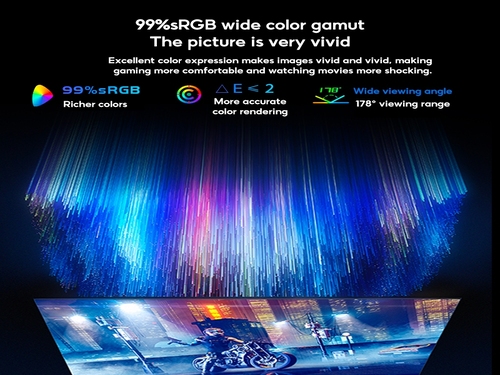 99%sRGB wide color gamut
The picture is very vivid
Excellent color expression makes images vivid and vivid, making
gaming more comfortable and watching movies more shocking.
99%sRGB
Richer colors
△E≤2
More accurate
color rendering
178°
Wide viewing angle
178° viewing range